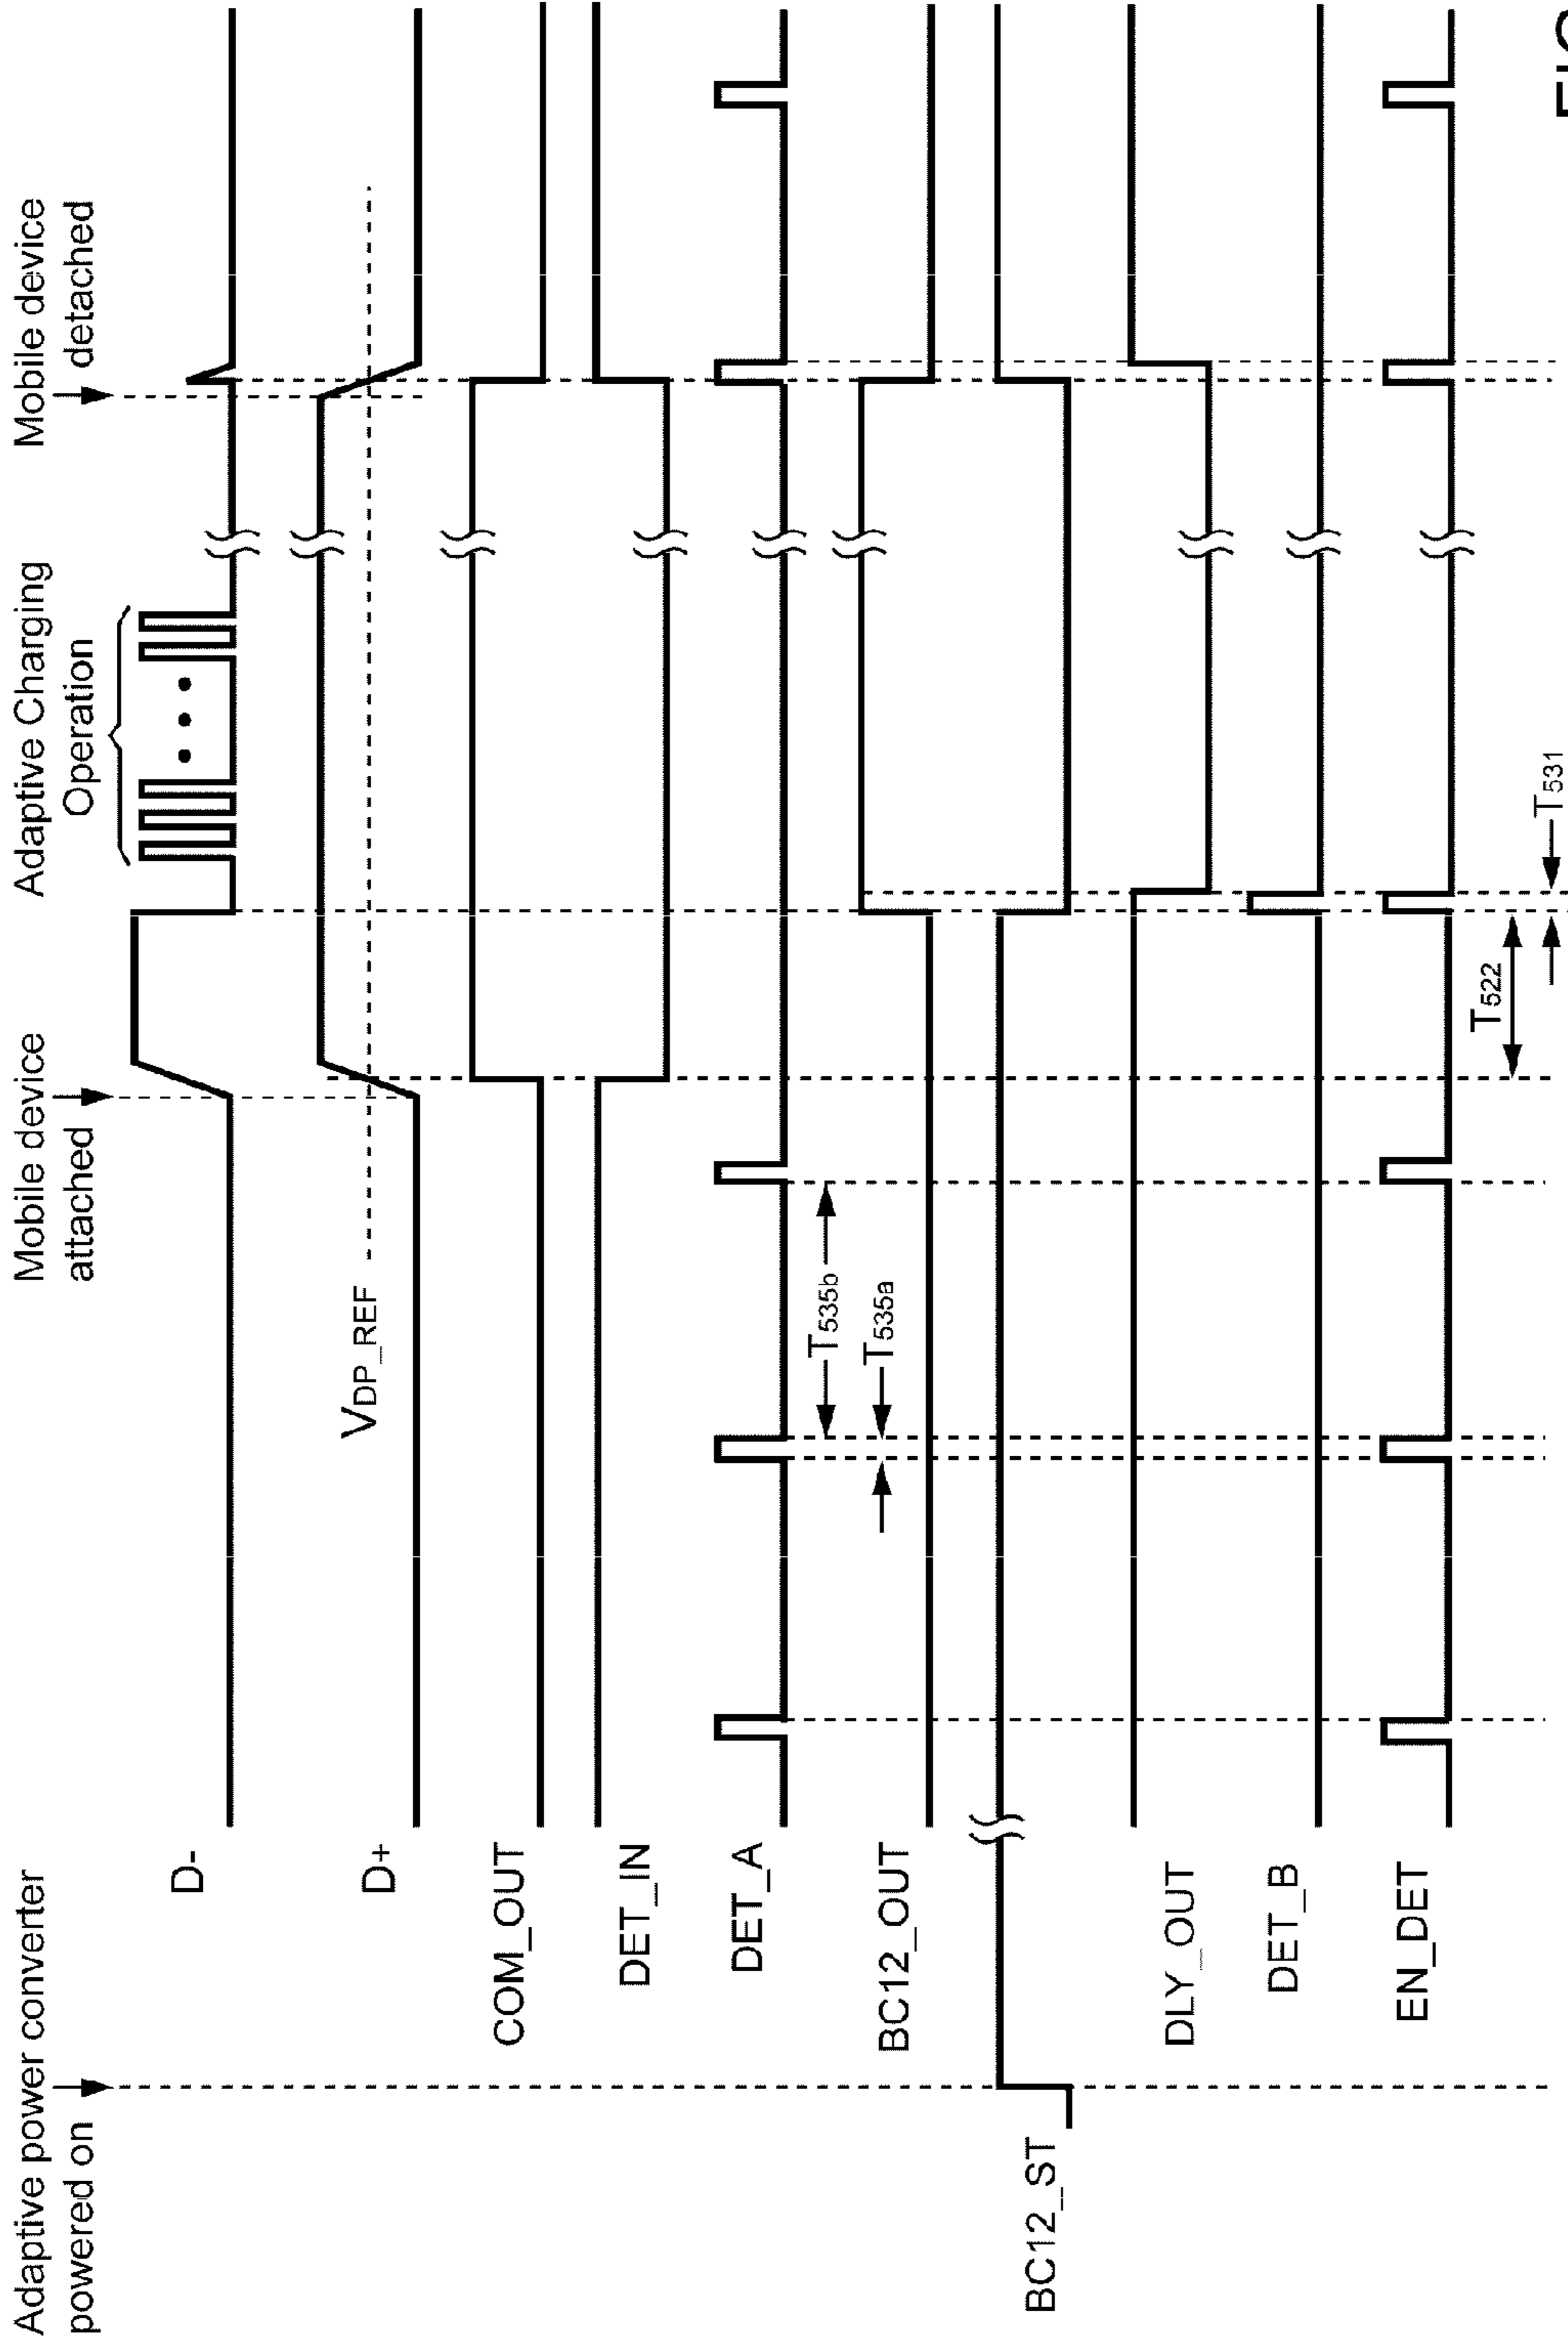 Adaptive power converter
powered on
Mobile device
attached
Adaptive Charging
Operation
Mobile device
detached
D-
D+
VDP_REF
COM_OUT
DET_IN
DET_A
T535b
T535a
BC12_OUT
BC12_ST
DLY_OUT
DET_B
EN_DET
T522
T531